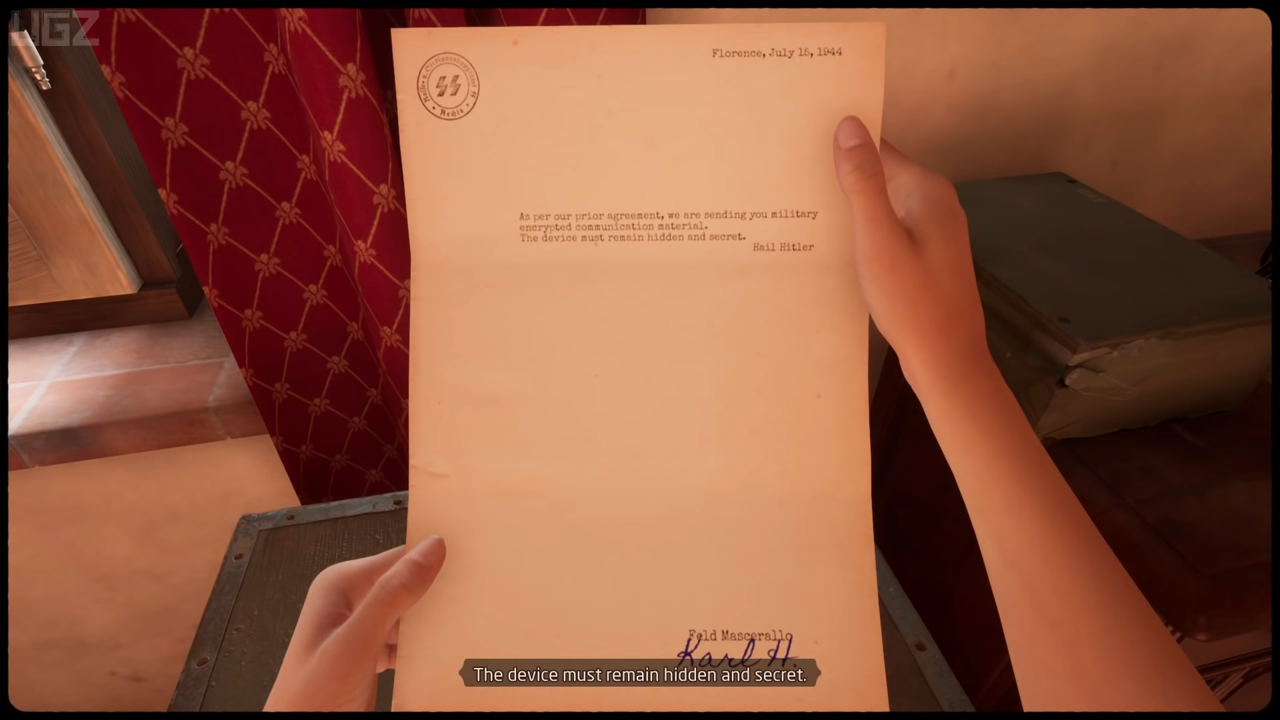 UGZ
Florence, July 15, 1944
As per our prior agreement, we are sending you military
encrypted communication material.
The device must remain hidden and secret.
Hail Hitler
Feld Mascerallo
Karl H.
The device must remain hidden and secret.